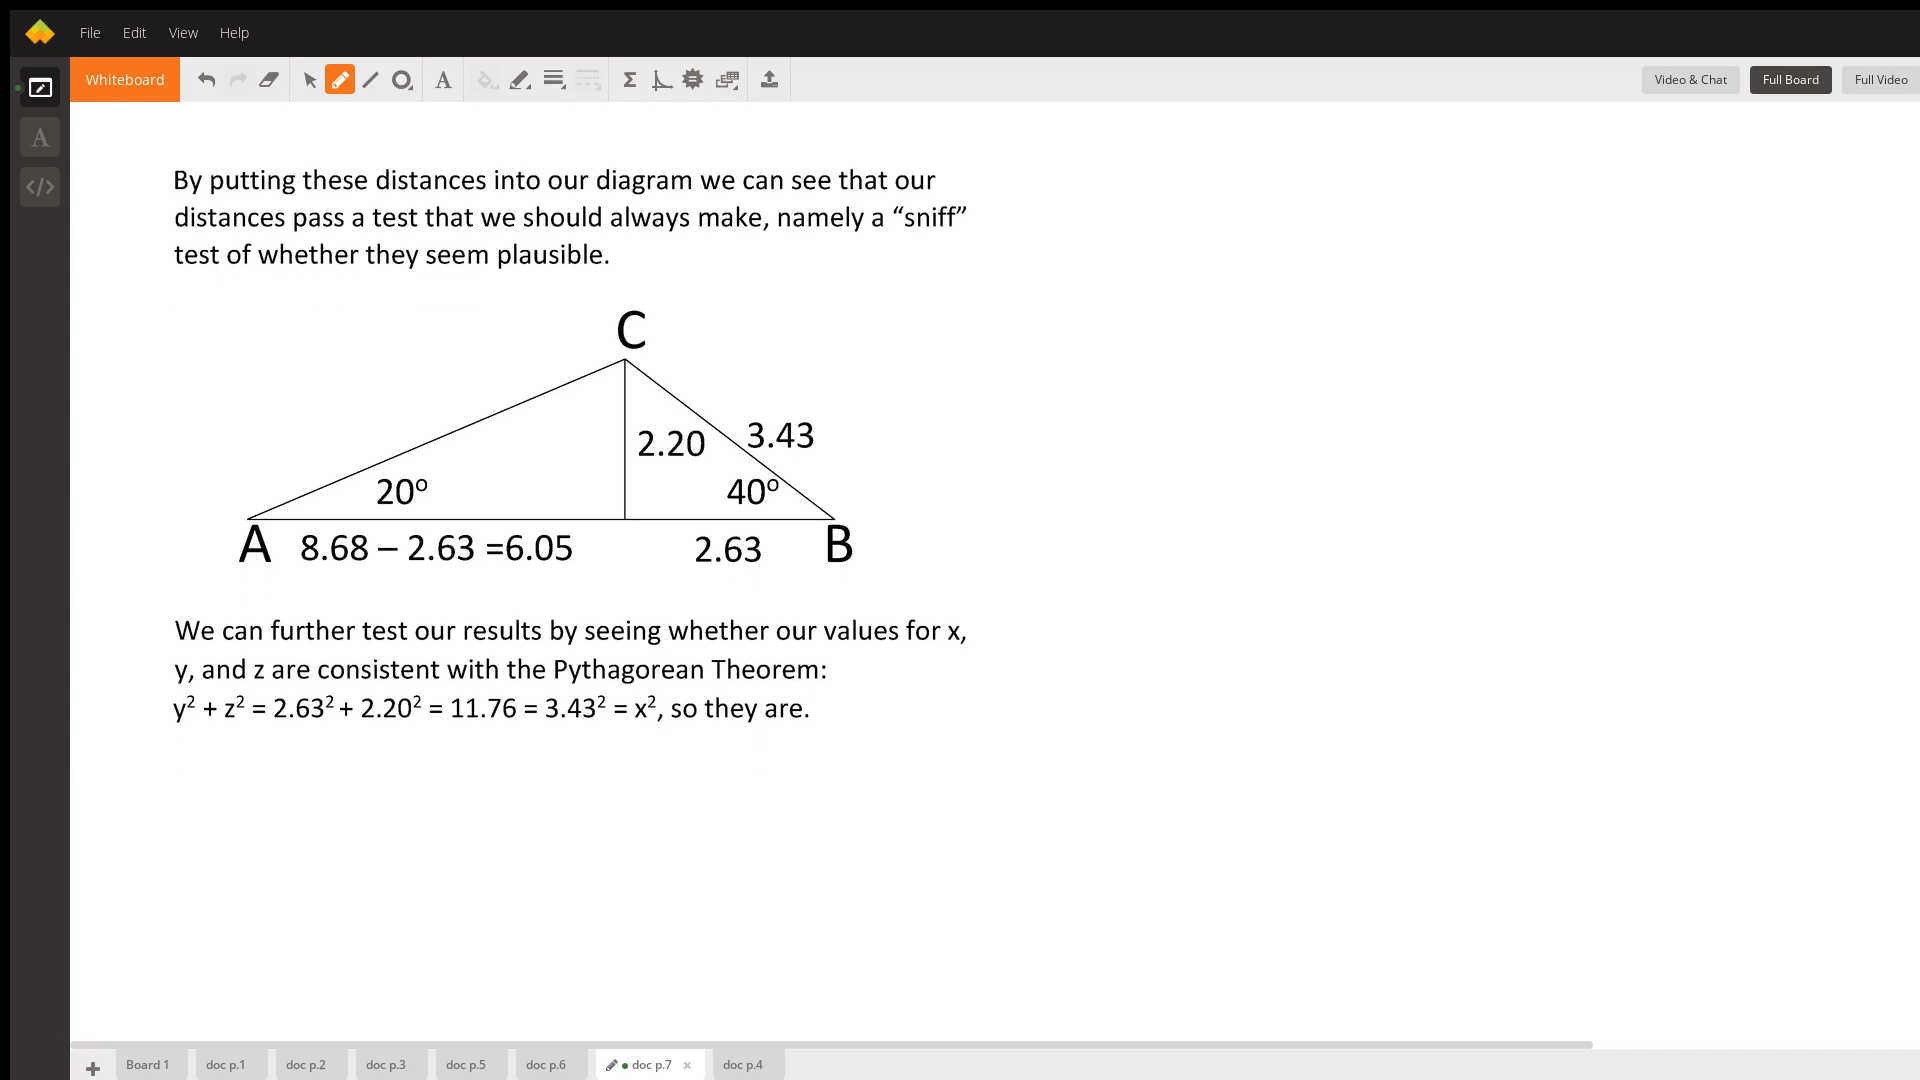 File Edit View Help
Whiteboard
A
Σ
Video & Chat
Full Board
Full Video
A
</>
By putting these distances into our diagram we can see that our
distances pass a test that we should always make, namely a “sniff”
test of whether they seem plausible.
C
2.20
3.43
20º
40º
A
8.68 – 2.63 =6.05
2.63
B
We can further test our results by seeing whether our values for x,
y, and z are consistent with the Pythagorean Theorem:
y² + z² = 2.63² + 2.20² = 11.76 = 3.43² = x², so they are.
+ Board 1 doc p.1 doc p.2 doc p.3 doc p.5 doc p.6 doc p.7 × doc p.4